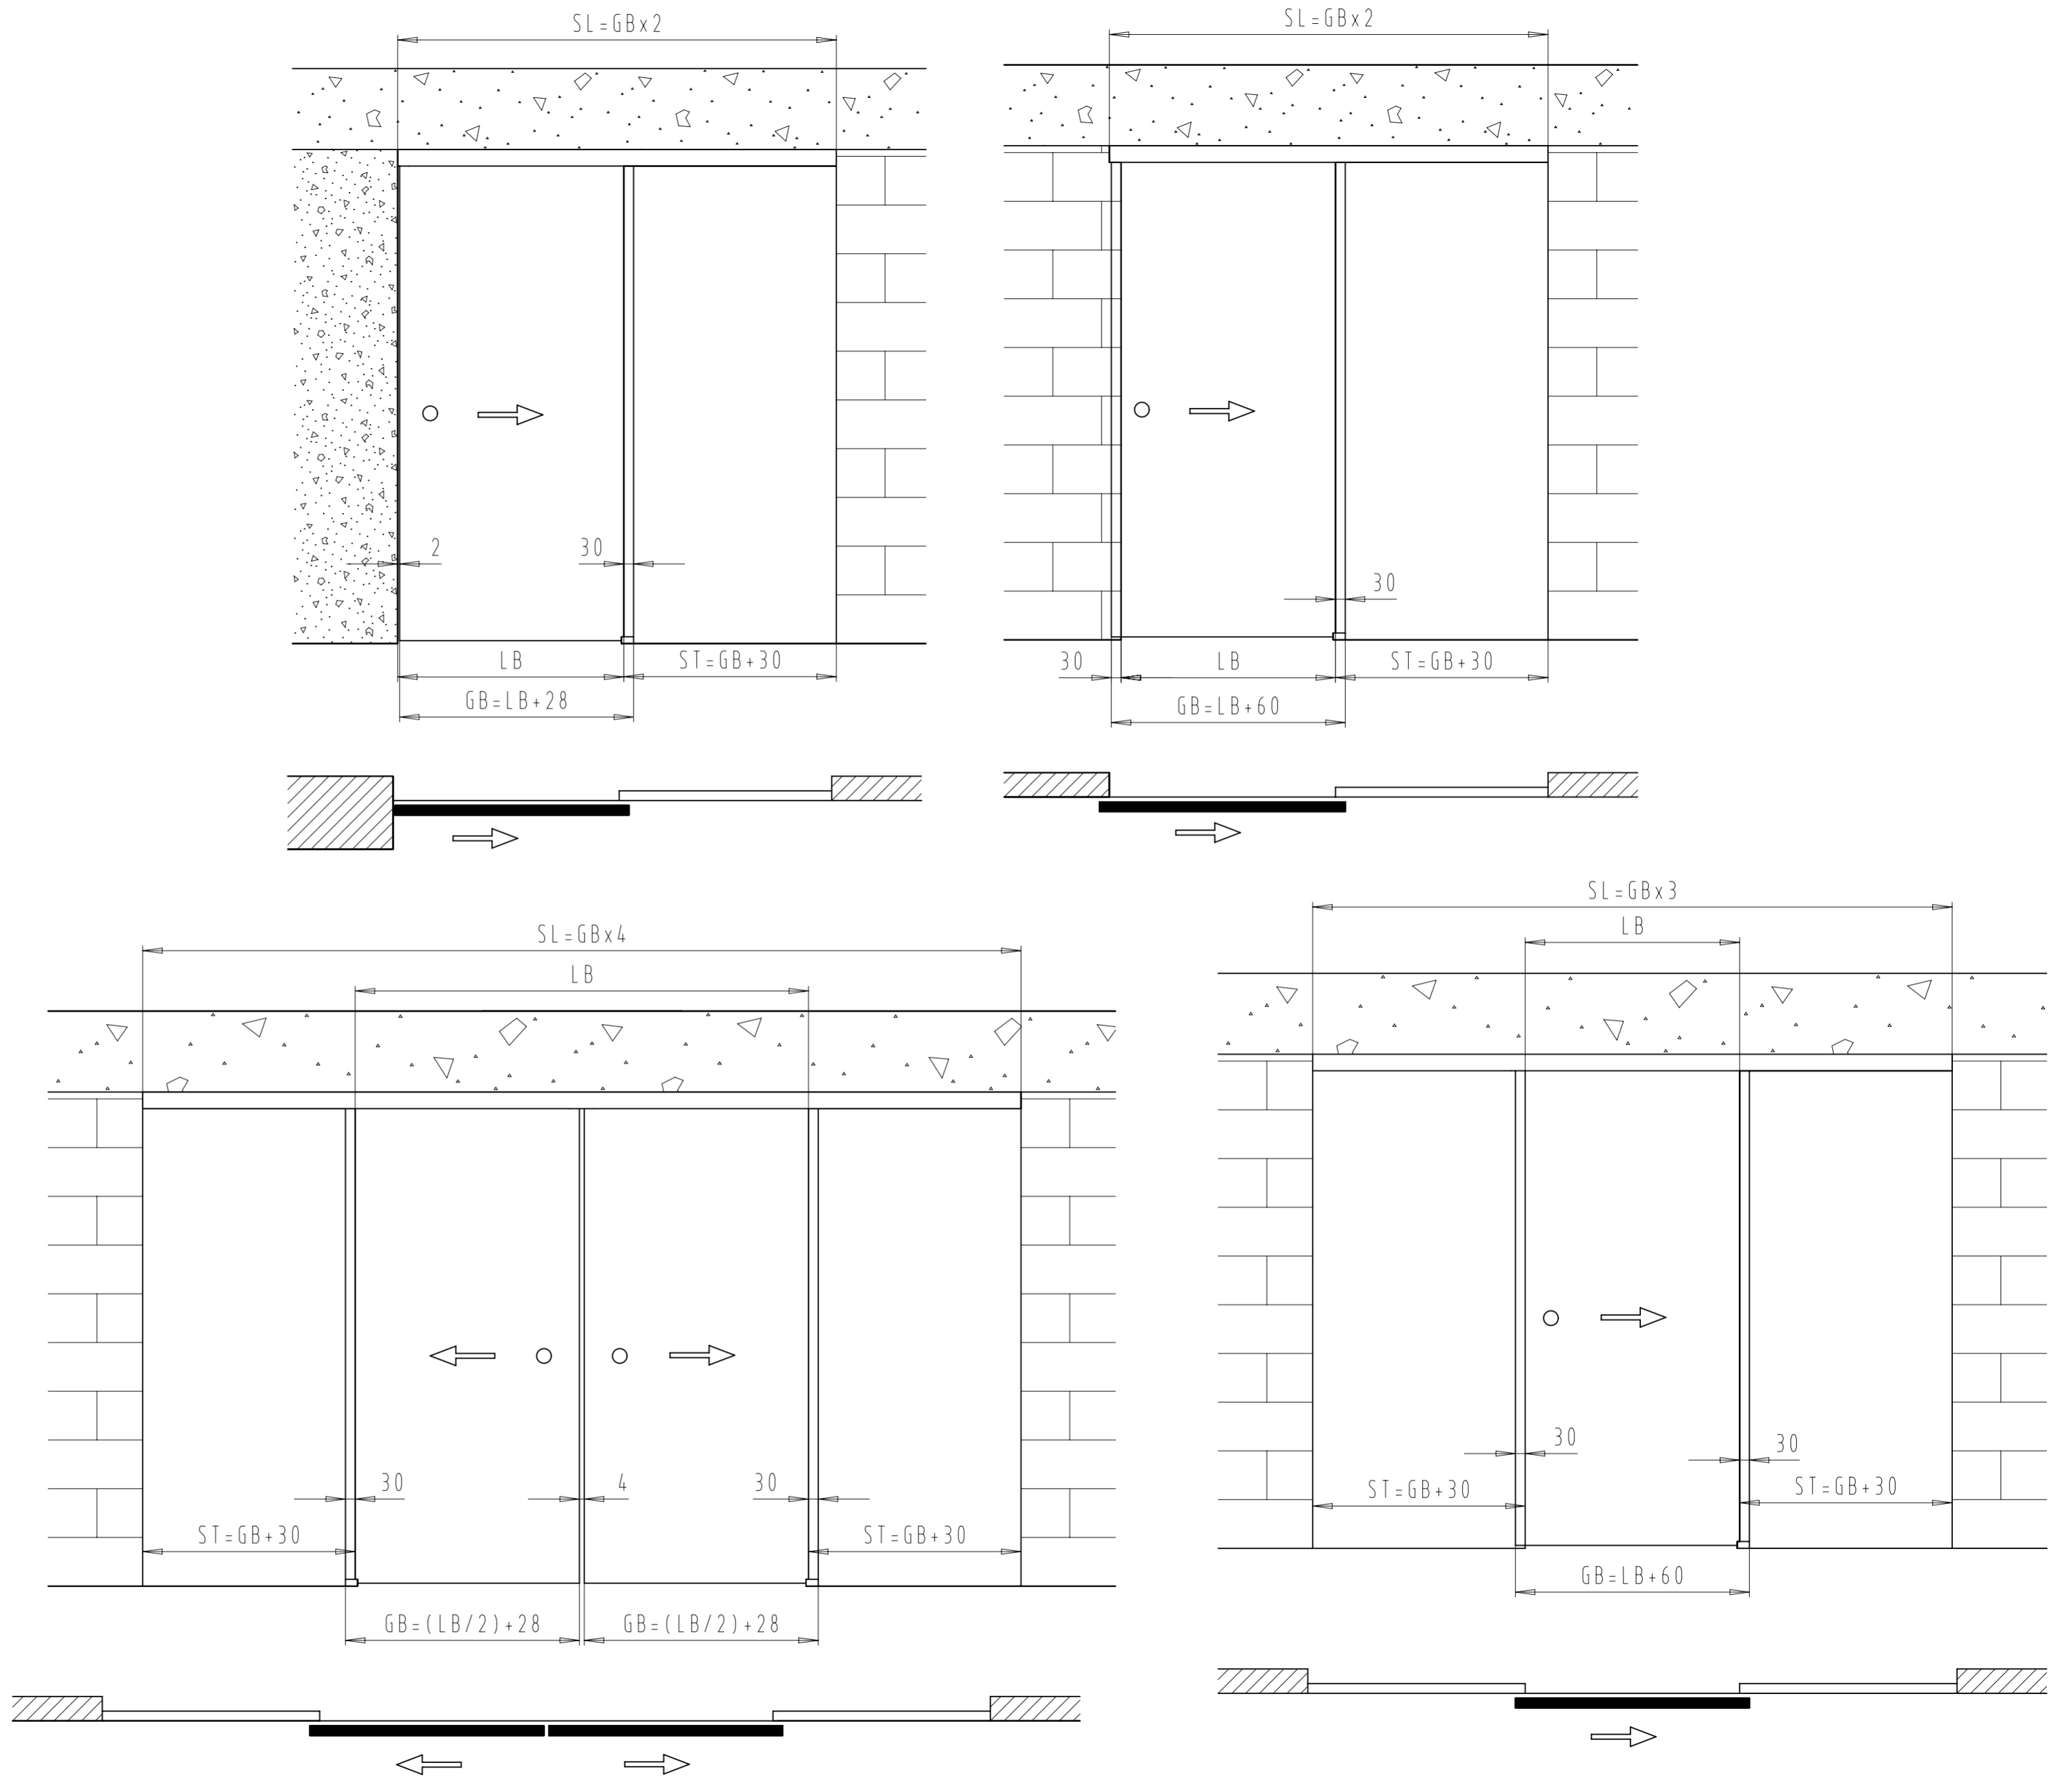 SL=GBx2
2
30
LB
ST=GB+30
GB=LB+28
SL=GBx2
30
30
LB
ST=GB+30
GB=LB+60
SL=GBx4
LB
30
4
30
ST=GB+30
ST=GB+30
GB=(LB/2)+28
GB=(LB/2)+28
SL=GBx3
LB
30
30
ST=GB+30
ST=GB+30
GB=LB+60